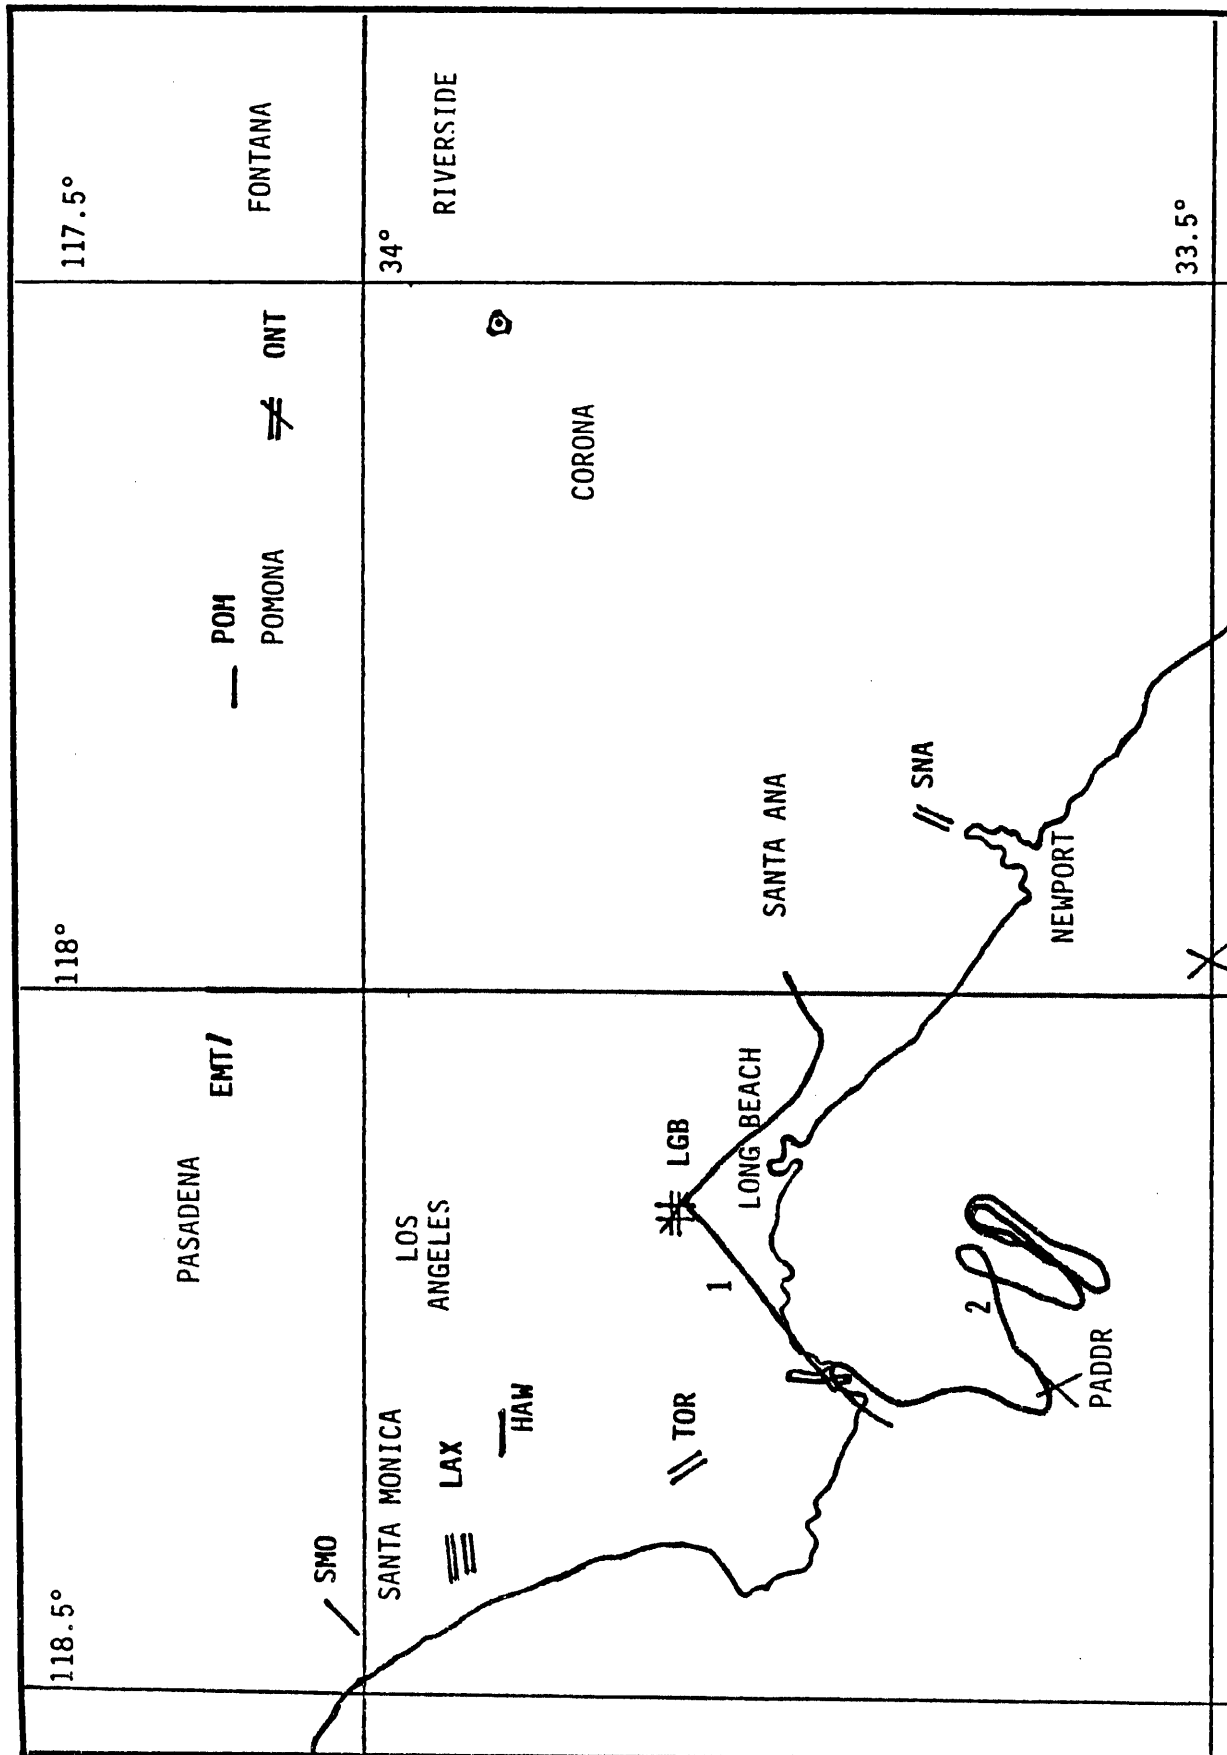 118.5°
118°
117.5°
SMO
EMT
POM
ONT
PASADENA
POMONA
FONTANA
34°
SANTA MONICA
LOS
ANGELES
RIVERSIDE
LAX
HAW
CORONA
TOR
LGB
1
LONG BEACH
SANTA ANA
SNA
2
NEWPORT
PADDR
33.5°